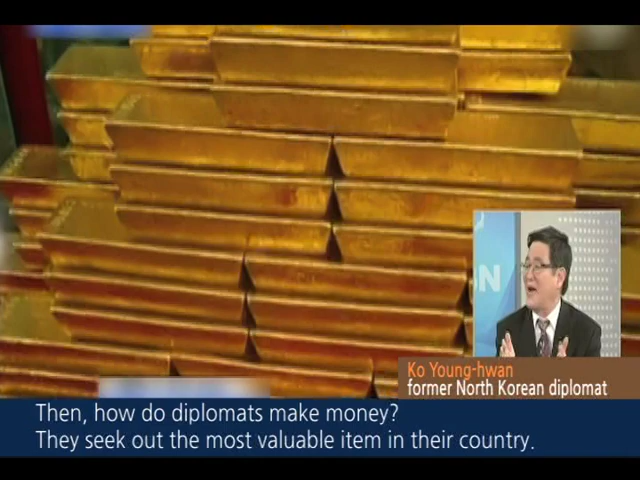 BN
Ko Young-hwan
former North Korean diplomat
Then, how do diplomats make money?
They seek out the most valuable item in their country.